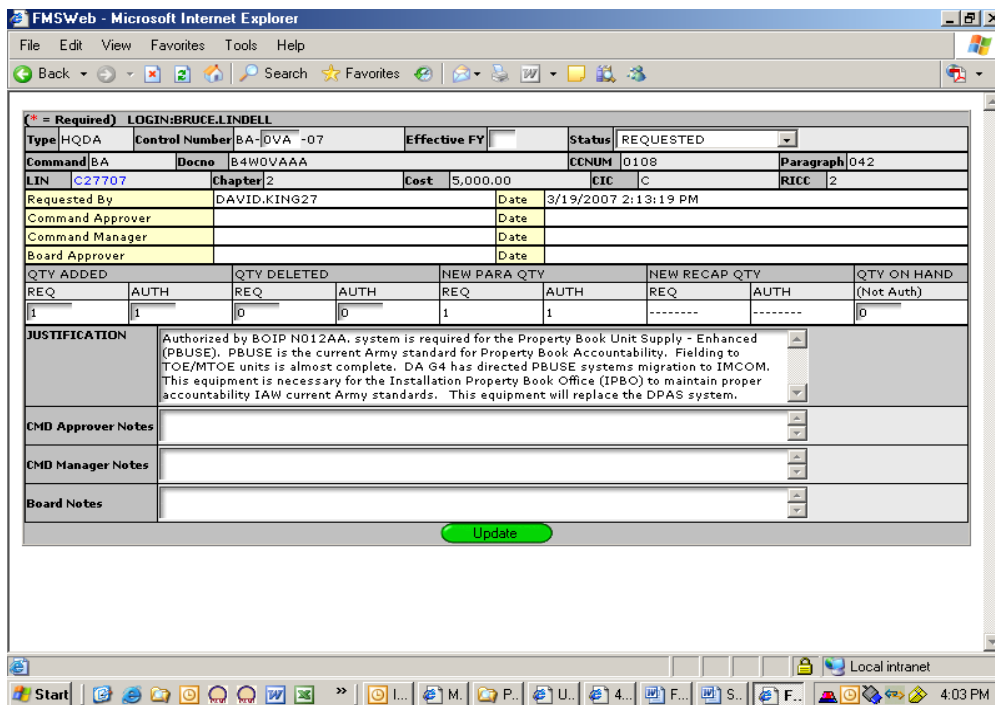 FMSWeb - Microsoft Internet Explorer
File Edit View Favorites Tools Help
Back Search Favorites
(* = Required) LOGIN:BRUCE.LINDELL
Type HQDA Control Number BA- 0VA -07 Effective FY Status REQUESTED
Command BA Docno B4W0VAAA CCNUM 0108 Paragraph 042
LIN C27707 Chapter 2 Cost 5,000.00 CIC C RICC 2
Requested By DAVID.KING27 Date 3/19/2007 2:13:19 PM
Command Approver Date
Command Manager Date
Board Approver Date
QTY ADDED QTY DELETED NEW PARA QTY NEW RECAP QTY QTY ON HAND
REQ AUTH REQ AUTH REQ AUTH REQ AUTH (Not Auth)
1 1 0 0 1 1 -------- -------- 0
JUSTIFICATION
Authorized by BOIP N012AA. system is required for the Property Book Unit Supply - Enhanced
(PBUSE). PBUSE is the current Army standard for Property Book Accountability. Fielding to
TOE/MTOE units is almost complete. DA G4 has directed PBUSE systems migration to IMCOM.
This equipment is necessary for the Installation Property Book Office (IPBO) to maintain proper
accountability IAW current Army standards. This equipment will replace the DPAS system.
CMD Approver Notes
CMD Manager Notes
Board Notes
Update
Local intranet
Start » I... M. P.. U.. 4... F... S.. F.. 4:03 PM